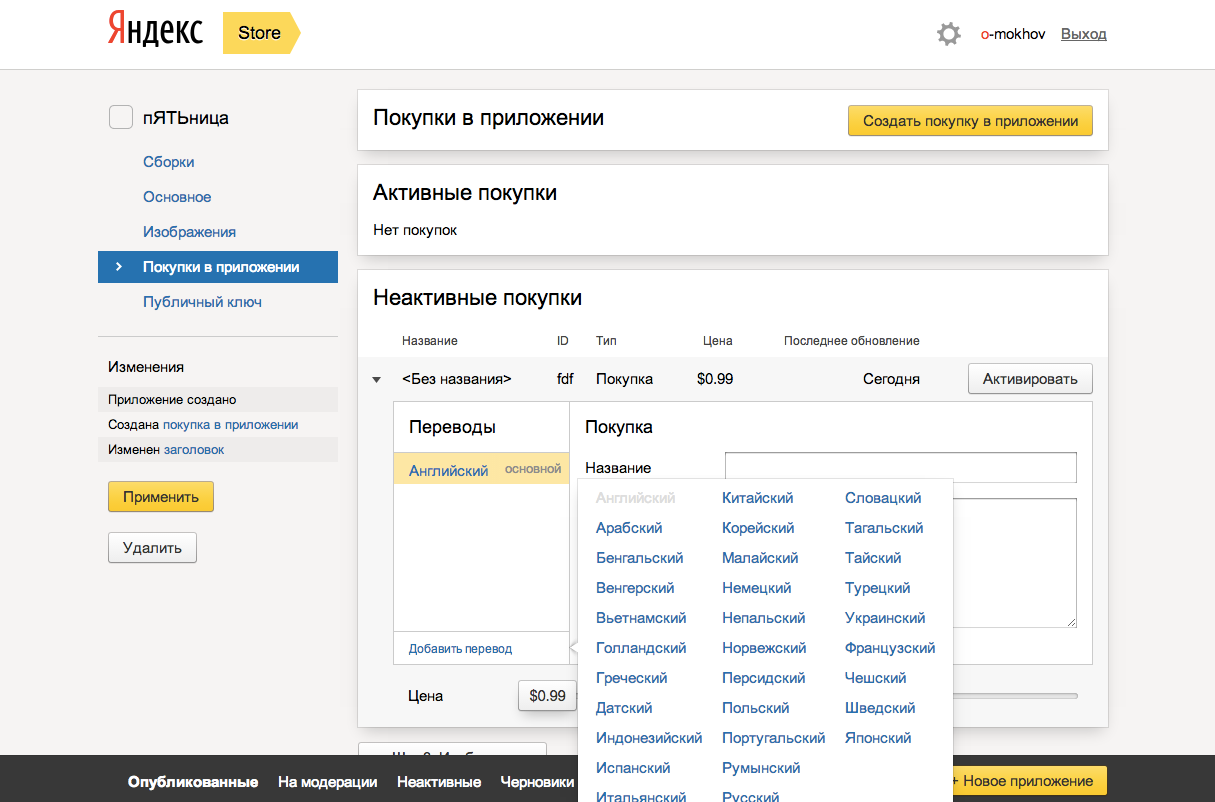 Яндекс Store o-mokhov Выход
пЯТЬница
Сборки
Основное
Изображения
Покупки в приложении
Публичный ключ
Изменения
Приложение создано
Создана покупка в приложении
Изменен заголовок
Применить
Удалить
Покупки в приложении Создать покупку в приложении
Активные покупки
Нет покупок
Неактивные покупки
Название ID Тип Цена Последнее обновление
<Без названия> fdf Покупка $0.99 Сегодня Активировать
Переводы
Английский основной
Добавить перевод
Покупка
Название
Английский Китайский Словацкий
Арабский Корейский Тагальский
Бенгальский Малайский Тайский
Венгерский Немецкий Турецкий
Вьетнамский Непальский Украинский
Голландский Норвежский Французский
Греческий Персидский Чешский
Датский Польский Шведский
Индонезийский Португальский Японский
Испанский Румынский
Итальянский Русский
Цена $0.99
Опубликованные На модерации Неактивные Черновики + Новое приложение